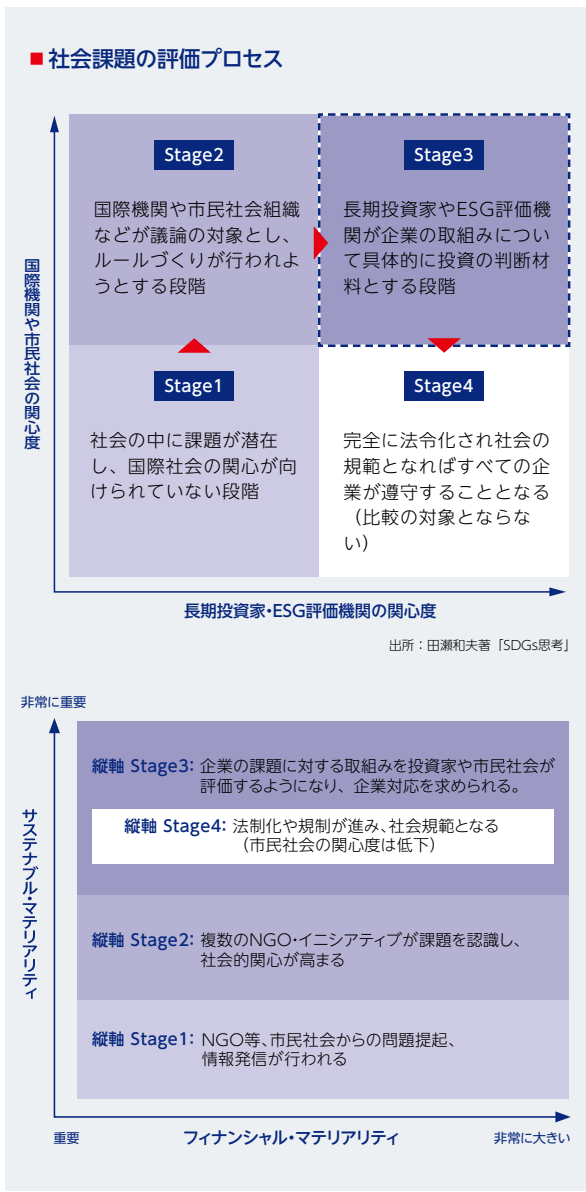 ■ 社会課題の評価プロセス
国際機関や市民社会の関心度
Stage2
国際機関や市民社会組織
などが議論の対象とし、
ルールづくりが行われよ
うとする段階
Stage3
長期投資家やESG評価機
関が企業の取組みについ
て具体的に投資の判断材
料とする段階
Stage1
社会の中に課題が潜在
し、国際社会の関心が向
けられていない段階
Stage4
完全に法令化され社会の
規範となればすべての企
業が遵守することとなる
（比較の対象とならな
い）
長期投資家・ESG評価機関の関心度
出所：田瀬和夫著「SDGs思考」
非常に重要
サステナブル・マテリアリティ
縦軸 Stage3: 企業の課題に対する取組みを投資家や市民社会が
評価するようになり、企業対応を求められる。
縦軸 Stage4: 法制化や規制が進み、社会規範となる
（市民社会の関心度は低下）
縦軸 Stage2: 複数のNGO・イニシアティブが課題を認識し、
社会的関心が高まる
縦軸 Stage1: NGO等、市民社会からの問題提起、
情報発信が行われる
重要
フィナンシャル・マテリアリティ
非常に大きい